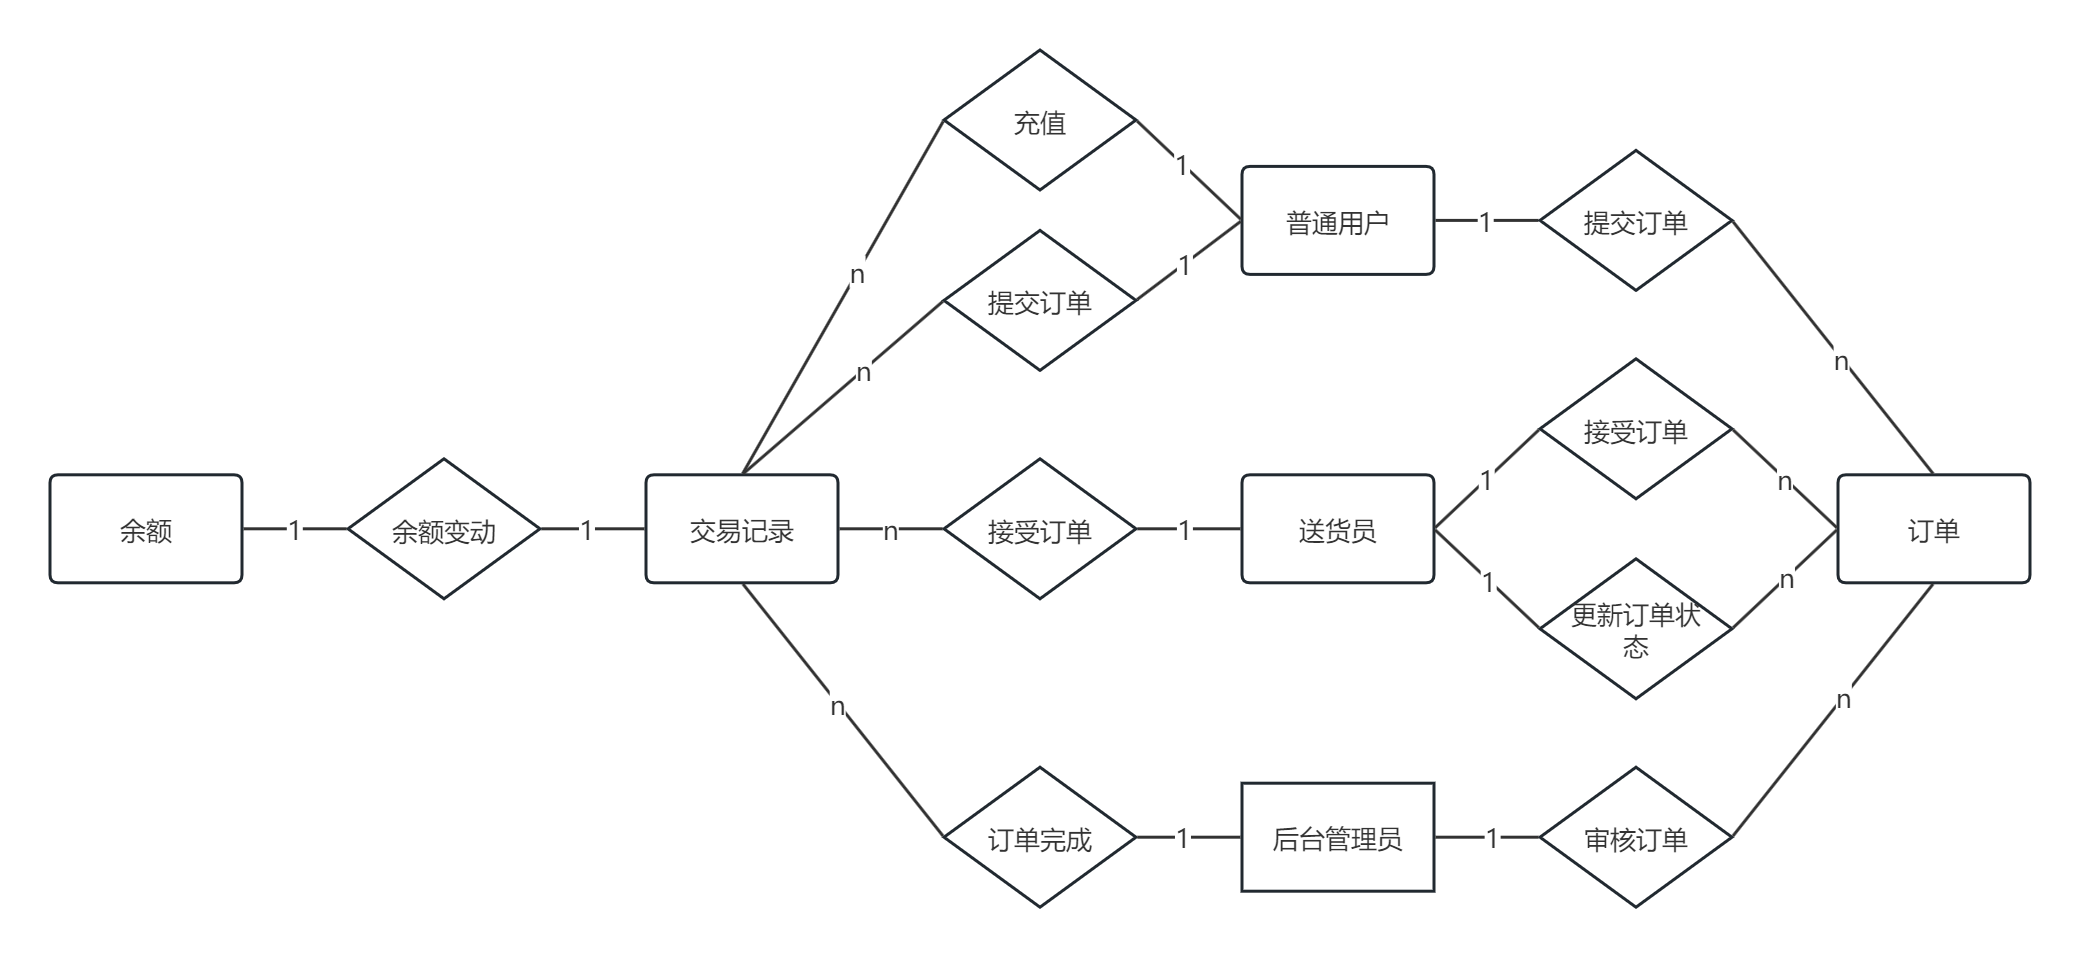 充值
1
普通用户
1
提交订单
n
提交订单
1
n
n
接受订单
1
n
余额
1
余额变动
1
交易记录
n
接受订单
1
送货员
订单
1
n
更新订单状
态
n
n
订单完成
1
后台管理员
1
审核订单